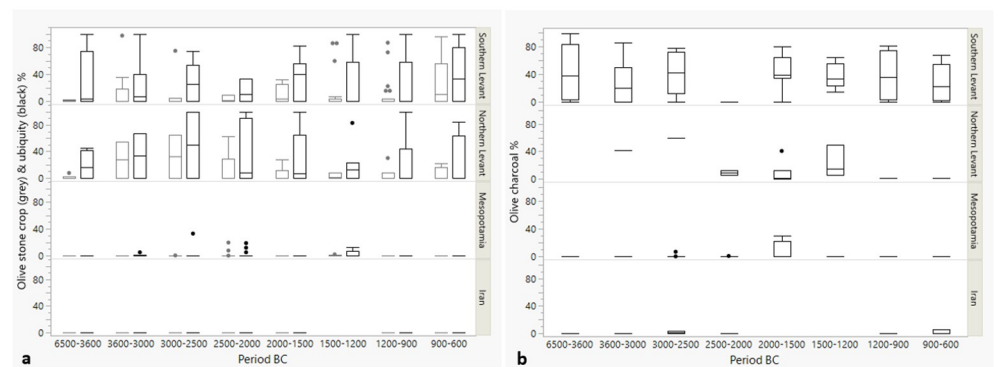 Olive stone crop (grey) & ubiquity (black) %
80
40
0
Southern Levant
80
40
0
Northern Levant
80
40
0
Mesopotamia
80
40
0
Iran
6500-3600 3600-3000 3000-2500 2500-2000 2000-1500 1500-1200 1200-900 900-600
Period BC
a
Olive charcoal %
80
40
0
Southern Levant
80
40
0
Northern Levant
80
40
0
Mesopotamia
80
40
0
Iran
6500-3600 3600-3000 3000-2500 2500-2000 2000-1500 1500-1200 1200-900 900-600
Period BC
b